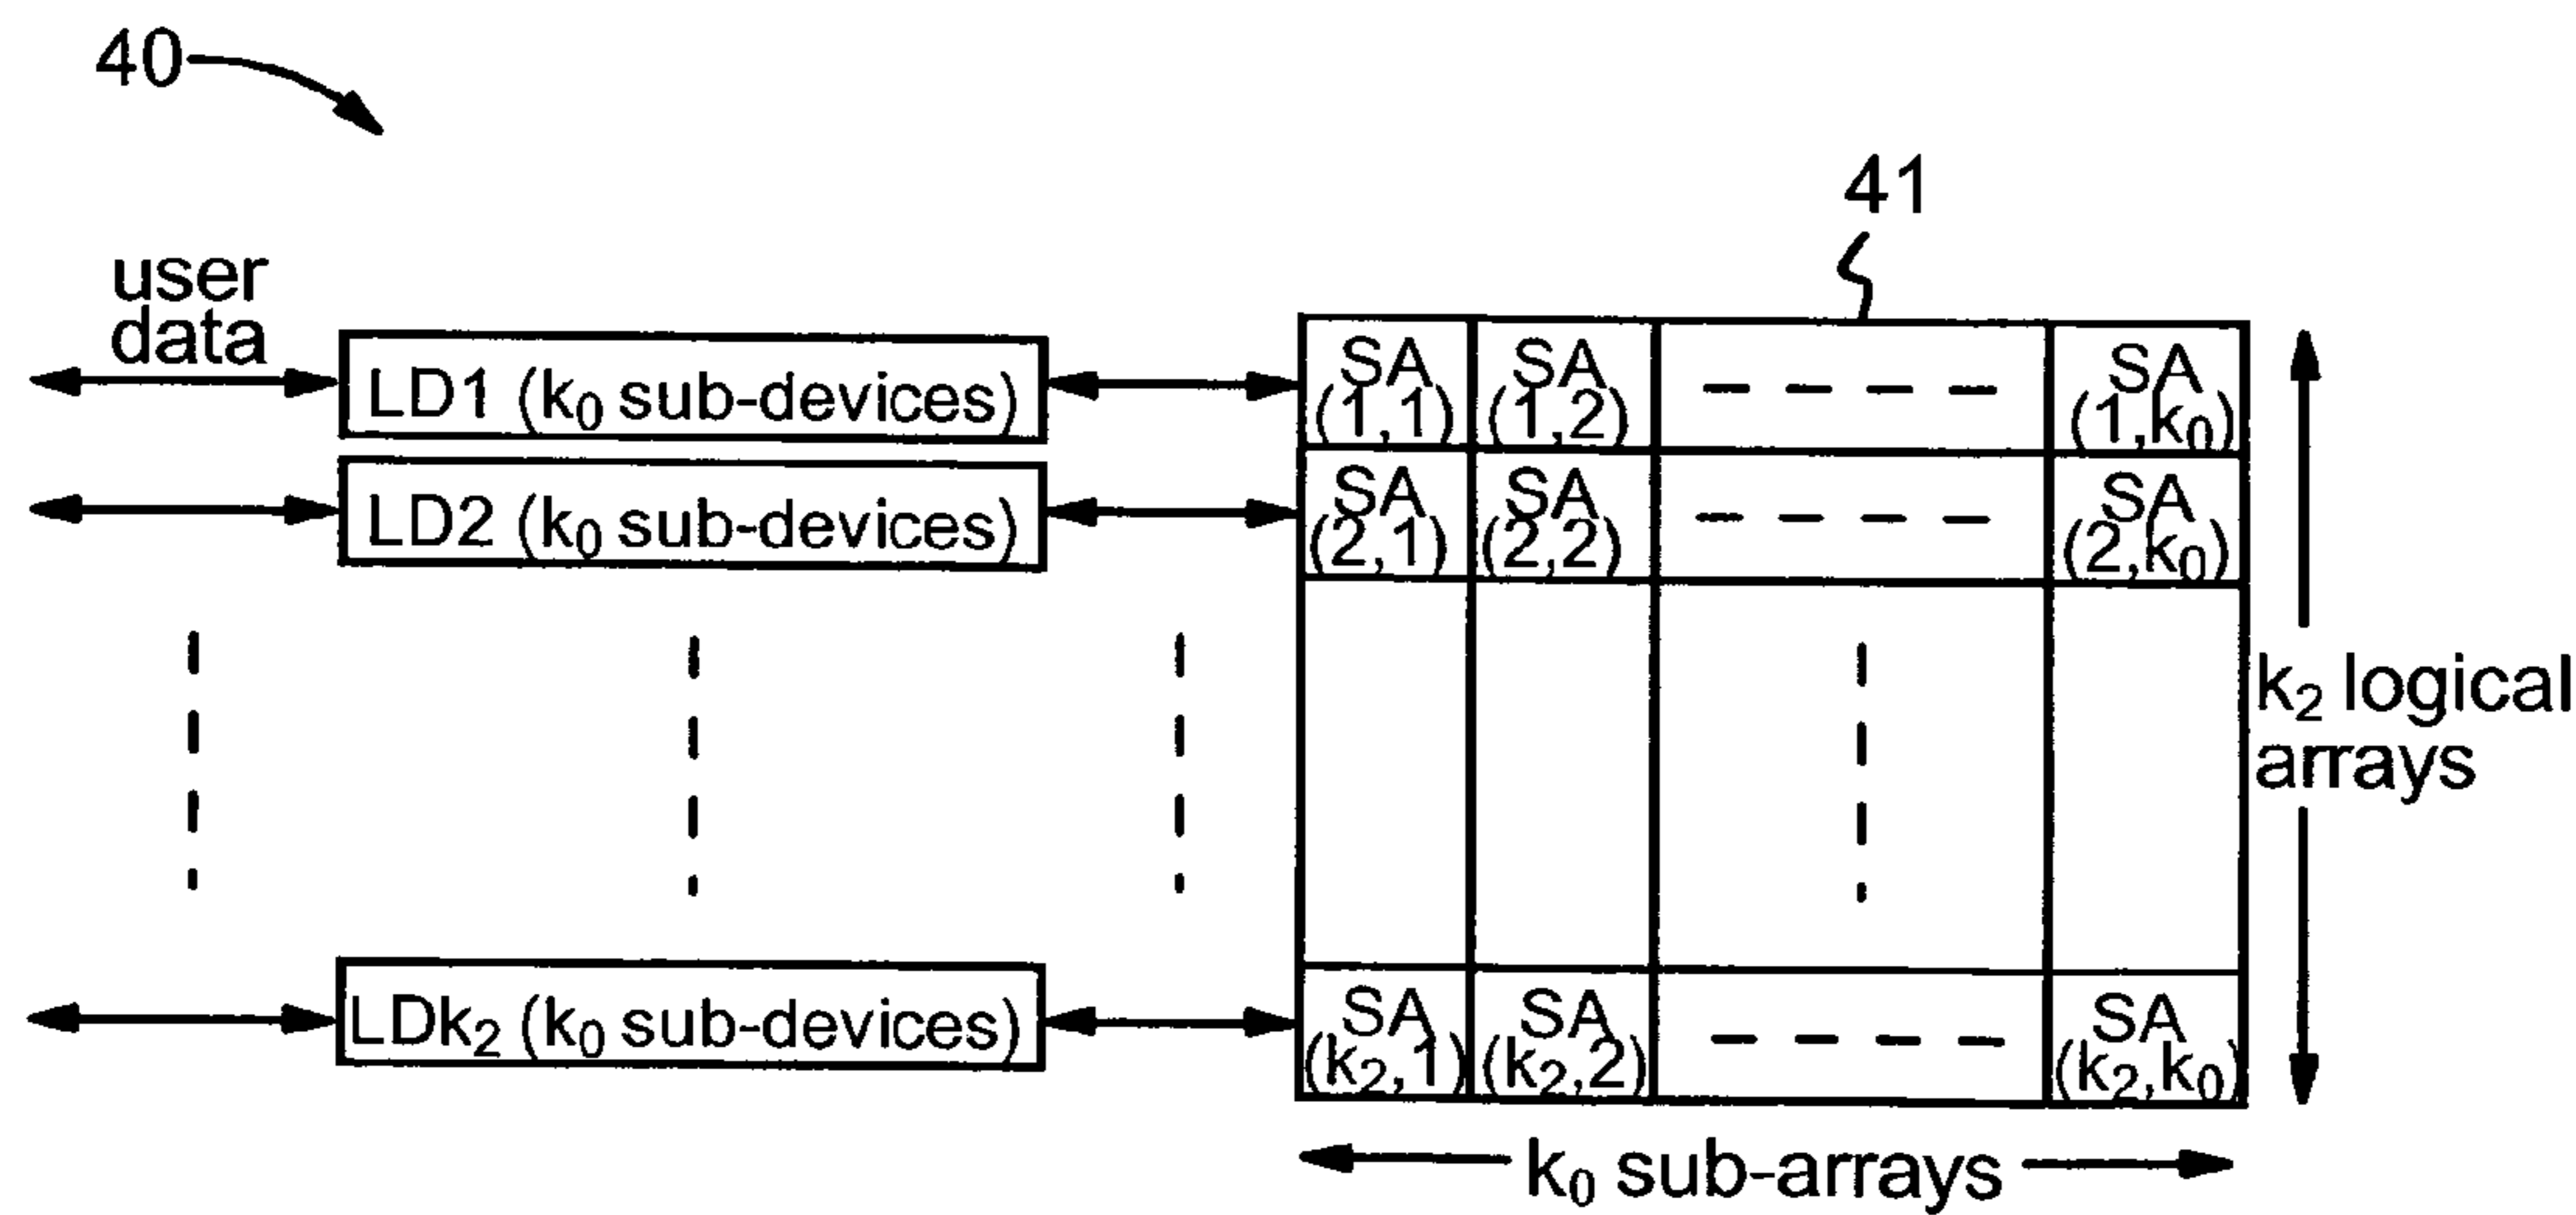 40
41
user
data
LD1 (k₀ sub-devices)
SA
(1,1)
SA
(1,2)
SA
(1,k₀)
LD2 (k₀ sub-devices)
SA
(2,1)
SA
(2,2)
SA
(2,k₀)
k₂ logical
arrays
LDk₂ (k₀ sub-devices)
SA
(k₂,1)
SA
(k₂,2)
SA
(k₂,k₀)
k₀ sub-arrays